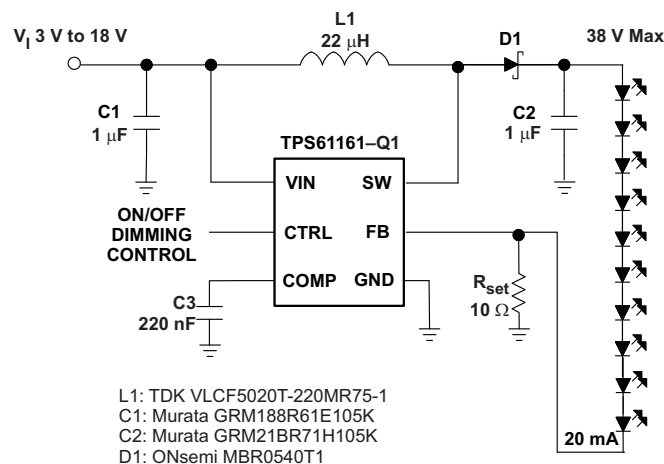 L1
22 μH
V_I 3 V to 18 V
D1
38 V Max
C1
1 μF
C2
1 μF
TPS61161–Q1
VIN
SW
ON/OFF
DIMMING
CONTROL
CTRL
FB
COMP
GND
C3
220 nF
R_set
10 Ω
20 mA
L1: TDK VLCF5020T-220MR75-1
C1: Murata GRM188R61E105K
C2: Murata GRM21BR71H105K
D1: ONsemi MBR0540T1